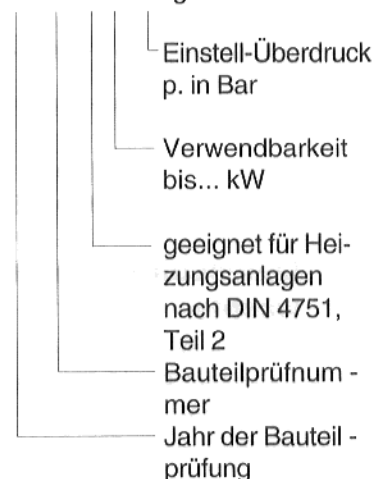 Einstell-Überdruck
p. in Bar
Verwendbarkeit
bis... kW
geeignet für Hei-
zungsanlagen
nach DIN 4751,
Teil 2
Bauteilprüfnum -
mer
Jahr der Bauteil -
prüfung